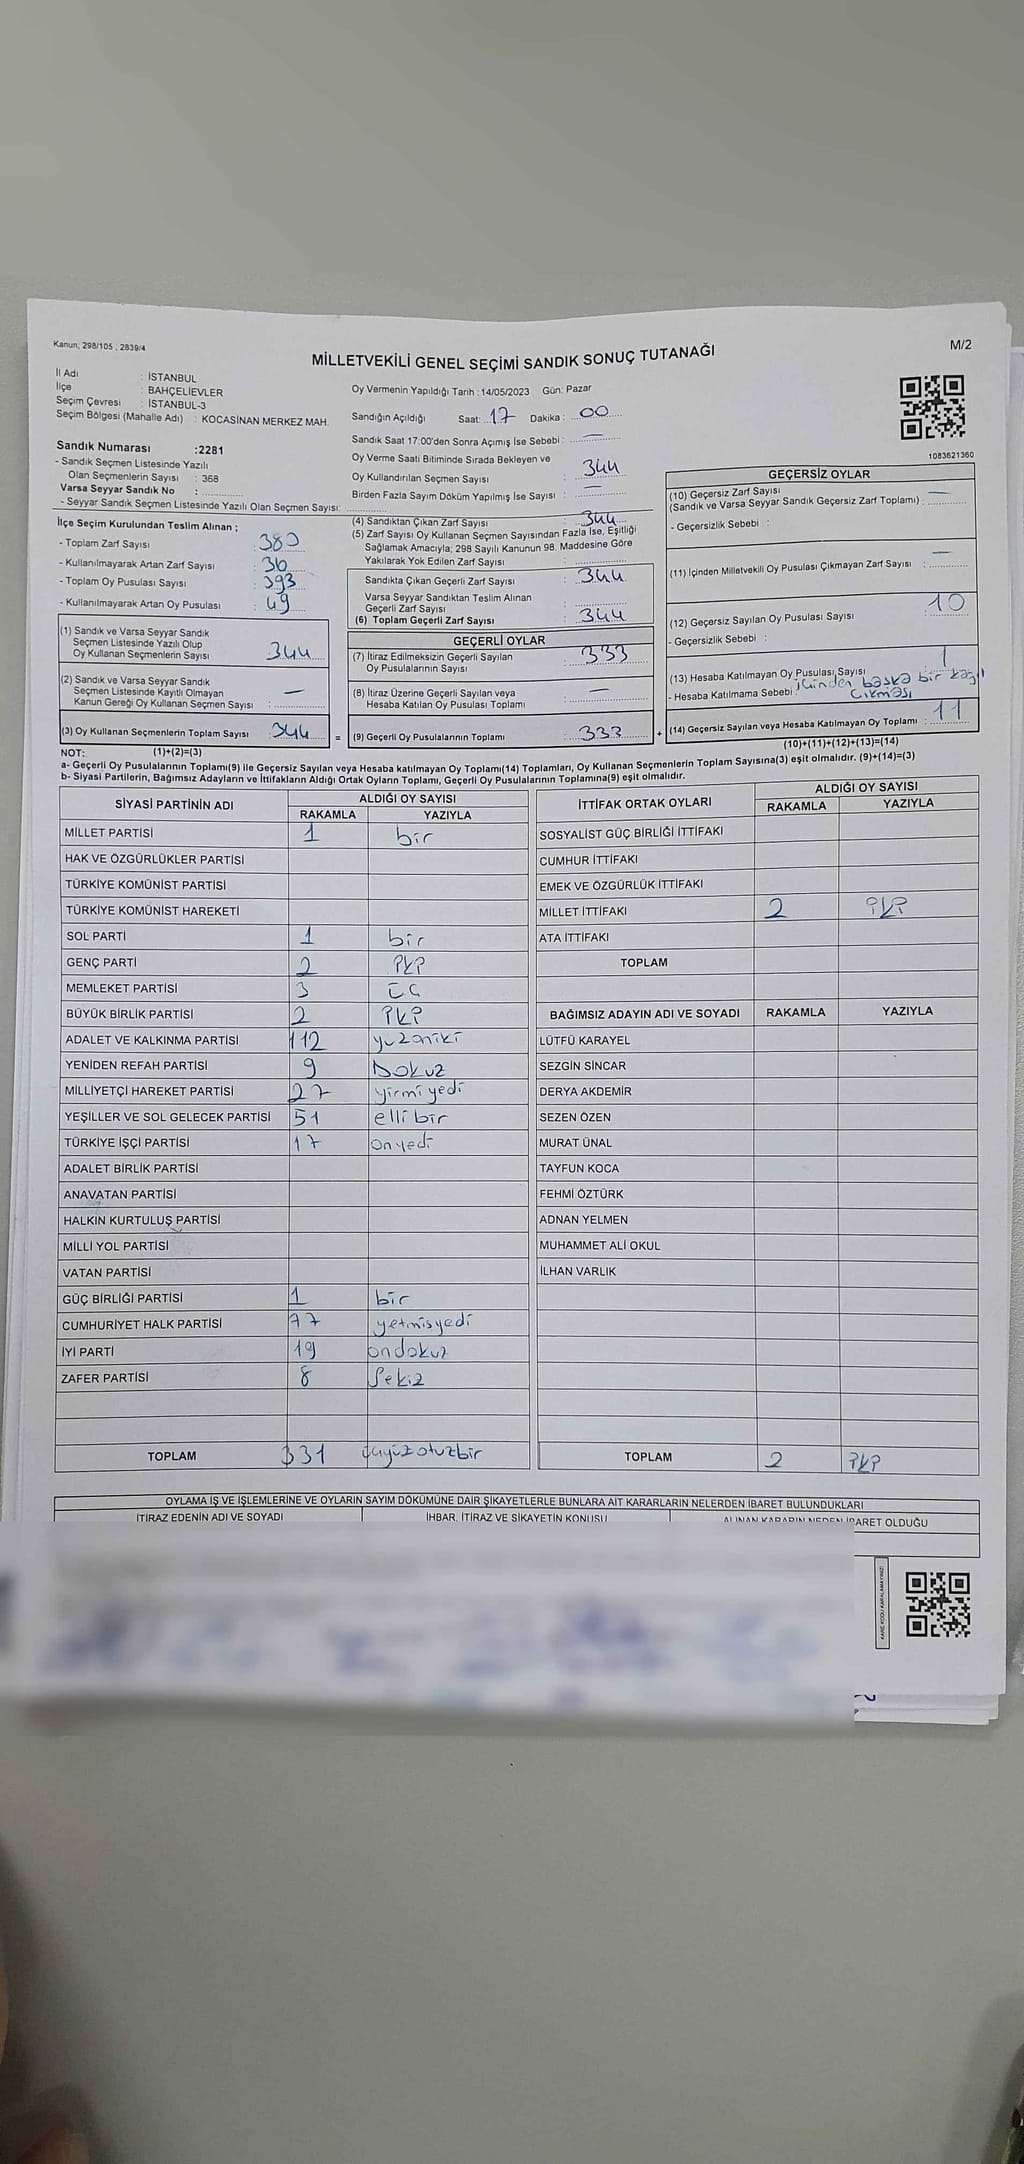 Kanun; 298/105 , 2839/4
MİLLETVEKİLİ GENEL SEÇİMİ SANDIK SONUÇ TUTANAĞI
M/2
İl Adı : İSTANBUL
İlçe : BAHÇELİEVLER
Seçim Çevresi : İSTANBUL-3
Seçim Bölgesi (Mahalle Adı) : KOCASİNAN MERKEZ MAH.
Oy Vermenin Yapıldığı Tarih : 14/05/2023 Gün: Pazar
Sandığın Açıldığı Saat: 17 Dakika : 00
Sandık Saat 17:00'den Sonra Açımış İse Sebebi : —
Oy Verme Saati Bitiminde Sırada Bekleyen ve
Oy Kullandırılan Seçmen Sayısı : 344
Birden Fazla Sayım Döküm Yapılmış İse Sayısı : —
1083621360
Sandık Numarası :2281
- Sandık Seçmen Listesinde Yazılı
Olan Seçmenlerin Sayısı : 368
Varsa Seyyar Sandık No :
- Seyyar Sandık Seçmen Listesinde Yazılı Olan Seçmen Sayısı:
İlçe Seçim Kurulundan Teslim Alınan ;
- Toplam Zarf Sayısı : 380
- Kullanılmayarak Artan Zarf Sayısı : 36
- Toplam Oy Pusulası Sayısı : 393
- Kullanılmayarak Artan Oy Pusulası : 49
(1) Sandık ve Varsa Seyyar Sandık
Seçmen Listesinde Yazılı Olup
Oy Kullanan Seçmenlerin Sayısı : 344
(2) Sandık ve Varsa Seyyar Sandık
Seçmen Listesinde Kayıtlı Olmayan
Kanun Gereği Oy Kullanan Seçmen Sayısı : —
(3) Oy Kullanan Seçmenlerin Toplam Sayısı : 344 =
(1)+(2)=(3)
(4) Sandıktan Çıkan Zarf Sayısı : 344
(5) Zarf Sayısı Oy Kullanan Seçmen Sayısından Fazla İse, Eşitliği
Sağlamak Amacıyla; 298 Sayılı Kanunun 98. Maddesine Göre
Yakılarak Yok Edilen Zarf Sayısı :
Sandıkta Çıkan Geçerli Zarf Sayısı : 344
Varsa Seyyar Sandıktan Teslim Alınan
Geçerli Zarf Sayısı :
(6) Toplam Geçerli Zarf Sayısı : 344
GEÇERLİ OYLAR
(7) İtiraz Edilmeksizin Geçerli Sayılan
Oy Pusulalarının Sayısı : 333
(8) İtiraz Üzerine Geçerli Sayılan veya
Hesaba Katılan Oy Pusulası Toplamı : —
(9) Geçerli Oy Pusulalarının Toplamı : 333 +
GEÇERSİZ OYLAR
(10) Geçersiz Zarf Sayısı —
(Sandık ve Varsa Seyyar Sandık Geçersiz Zarf Toplamı) :
- Geçersizlik Sebebi :
(11) İçinden Milletvekili Oy Pusulası Çıkmayan Zarf Sayısı : —
(12) Geçersiz Sayılan Oy Pusulası Sayısı : 10
- Geçersizlik Sebebi :
(13) Hesaba Katılmayan Oy Pusulası Sayısı : 1
- Hesaba Katılmama Sebebi : içinden başka bir kağıt
Çıkması
(14) Geçersiz Sayılan veya Hesaba Katılmayan Oy Toplamı : 11
(10)+(11)+(12)+(13)=(14)
NOT:
a- Geçerli Oy Pusulalarının Toplamı(9) ile Geçersiz Sayılan veya Hesaba katılmayan Oy Toplamı(14) Toplamları, Oy Kullanan Seçmenlerin Toplam Sayısına(3) eşit olmalıdır. (9)+(14)=(3)
b- Siyasi Partilerin, Bağımsız Adayların ve İttifakların Aldığı Ortak Oyların Toplamı, Geçerli Oy Pusulalarının Toplamına(9) eşit olmalıdır.
SİYASİ PARTİNİN ADI ALDIĞI OY SAYISI
RAKAMLA YAZIYLA
MİLLET PARTİSİ 1 bir
HAK VE ÖZGÜRLÜKLER PARTİSİ
TÜRKİYE KOMÜNİST PARTİSİ
TÜRKİYE KOMÜNİST HAREKETİ
SOL PARTİ 1 bir
GENÇ PARTİ 2 iki
MEMLEKET PARTİSİ 3 üç
BÜYÜK BİRLİK PARTİSİ 2 iki
ADALET VE KALKINMA PARTİSİ 112 yüzoniki
YENİDEN REFAH PARTİSİ 9 Dokuz
MİLLİYETÇİ HAREKET PARTİSİ 27 yirmi yedi
YEŞİLLER VE SOL GELECEK PARTİSİ 51 elli bir
TÜRKİYE İŞÇİ PARTİSİ 17 onyedi
ADALET BİRLİK PARTİSİ
ANAVATAN PARTİSİ
HALKIN KURTULUŞ PARTİSİ
MİLLİ YOL PARTİSİ
VATAN PARTİSİ
GÜÇ BİRLİĞİ PARTİSİ 1 bir
CUMHURİYET HALK PARTİSİ 77 yetmişyedi
İYİ PARTİ 19 ondokuz
ZAFER PARTİSİ 8 Sekiz
TOPLAM 331 üçyüzotuzbir
İTTİFAK ORTAK OYLARI ALDIĞI OY SAYISI
RAKAMLA YAZIYLA
SOSYALİST GÜÇ BİRLİĞİ İTTİFAKI
CUMHUR İTTİFAKI
EMEK VE ÖZGÜRLÜK İTTİFAKI
MİLLET İTTİFAKI 2 iki
ATA İTTİFAKI
TOPLAM
BAĞIMSIZ ADAYIN ADI VE SOYADI RAKAMLA YAZIYLA
LÜTFÜ KARAYEL
SEZGİN SİNCAR
DERYA AKDEMİR
SEZEN ÖZEN
MURAT ÜNAL
TAYFUN KOCA
FEHMİ ÖZTÜRK
ADNAN YELMEN
MUHAMMET ALİ OKUL
İLHAN VARLIK
TOPLAM 2 iki
OYLAMA İŞ VE İŞLEMLERİNE VE OYLARIN SAYIM DÖKÜMÜNE DAİR ŞİKAYETLERLE BUNLARA AİT KARARLARIN NELERDEN İBARET BULUNDUKLARI
İTİRAZ EDENİN ADI VE SOYADI İHBAR, İTİRAZ VE ŞİKAYETİN KONUSU ALINAN KARARIN NEDEN İBARET OLDUĞU
KARE KODU KARALAMAYINIZ!